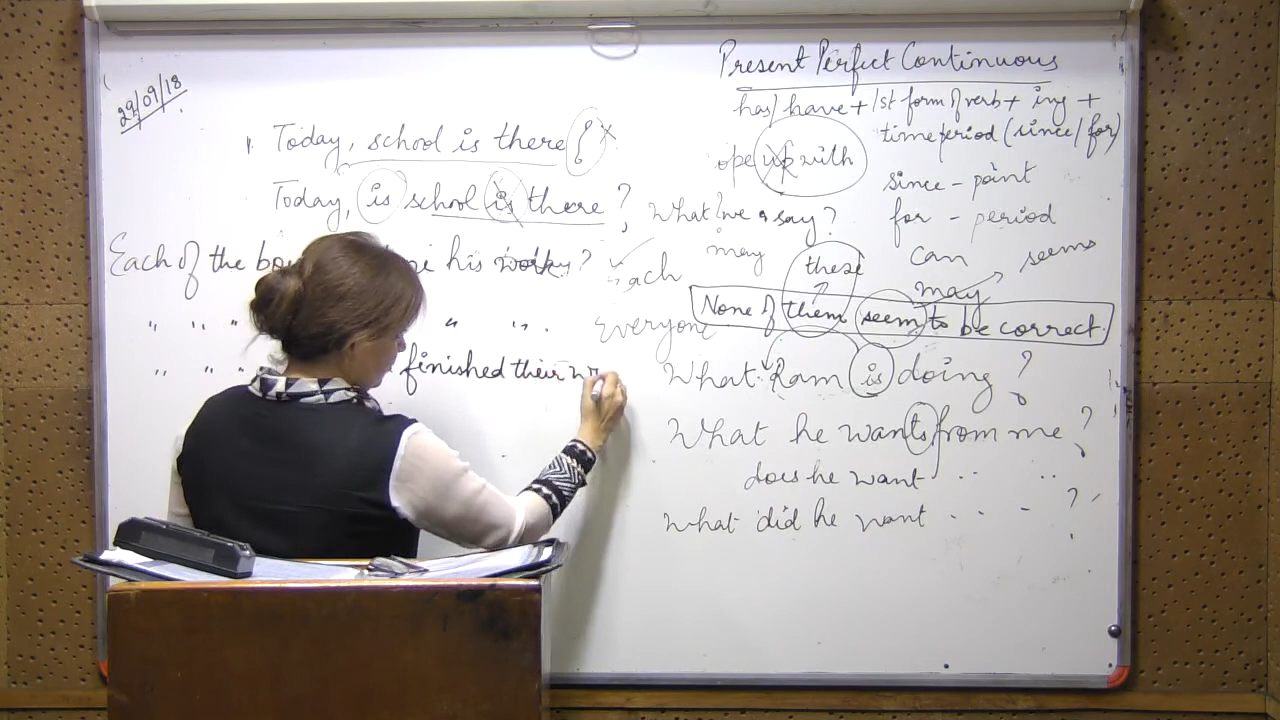 29/09/18
Today, school is there ?
Today, is school is there ?
Each of the his work ?
Each
" " " " " .
Everyone
" " " finished their
Present Perfect Continuous
has/have + 1st form of verb + ing +
time period (since/for)
ope up with
since - point
What we say ?
for - period
may
these
Can
seems
may
None of them seem to be correct.
What Ram is doing ?
What he wants from me ?
does he want . ..
What did he want . . - ?